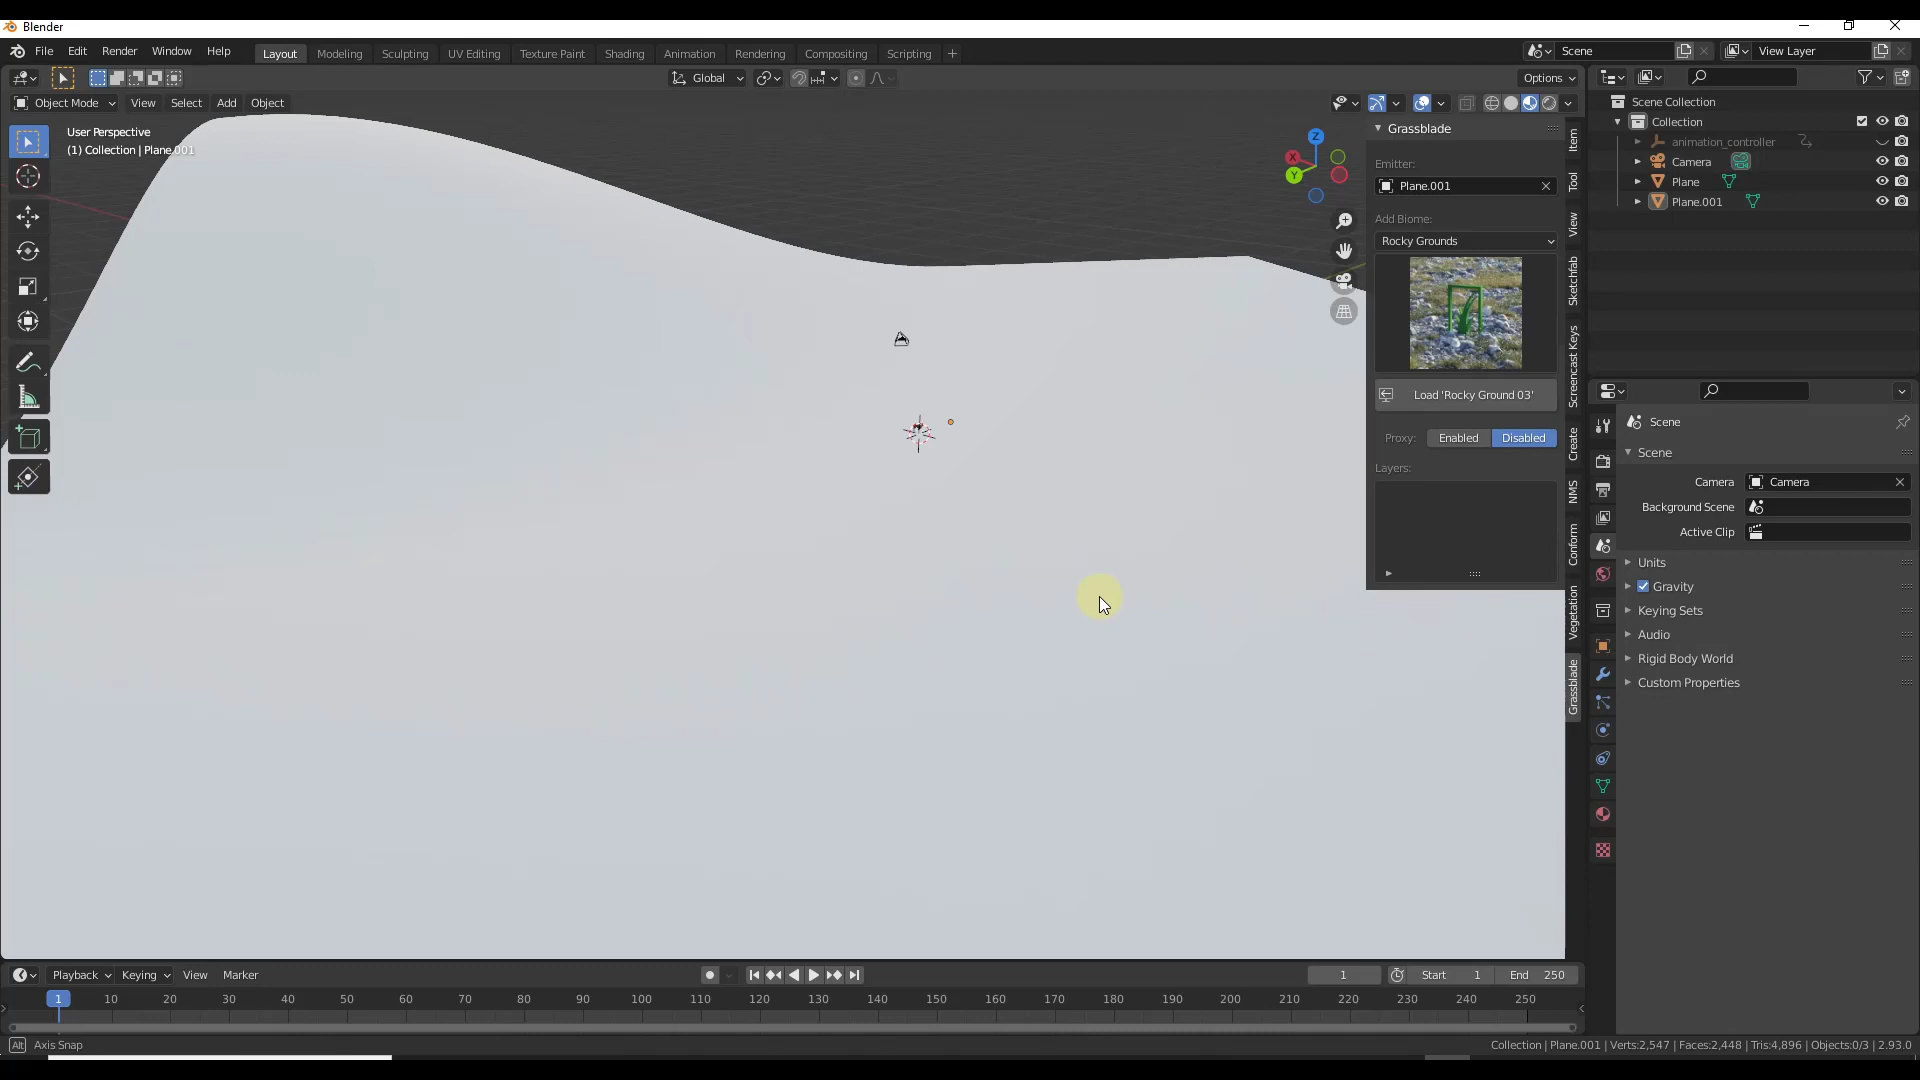 Blender
File Edit Render Window Help Layout Modeling Sculpting UV Editing Texture Paint Shading Animation Rendering Compositing Scripting + Scene View Layer
Global Options
Object Mode View Select Add Object
User Perspective
(1) Collection | Plane.001
Z
X
Y
Grassblade
Emitter:
Plane.001
Add Biome:
Rocky Grounds
Load 'Rocky Ground 03'
Proxy: Enabled Disabled
Layers:
Item
Tool
View
Sketchfab
Screencast Keys
Create
NMS
Conform
Vegetation
Grassblade
Scene Collection
Collection
animation_controller
Camera
Plane
Plane.001
Scene
Scene
Camera Camera
Background Scene
Active Clip
Units
Gravity
Keying Sets
Audio
Rigid Body World
Custom Properties
Playback Keying View Marker 1 Start 1 End 250
1 10 20 30 40 50 60 70 80 90 100 110 120 130 140 150 160 170 180 190 200 210 220 230 240 250
Alt Axis Snap
Collection | Plane.001 | Verts:2,547 | Faces:2,448 | Tris:4,896 | Objects:0/3 | 2.93.0